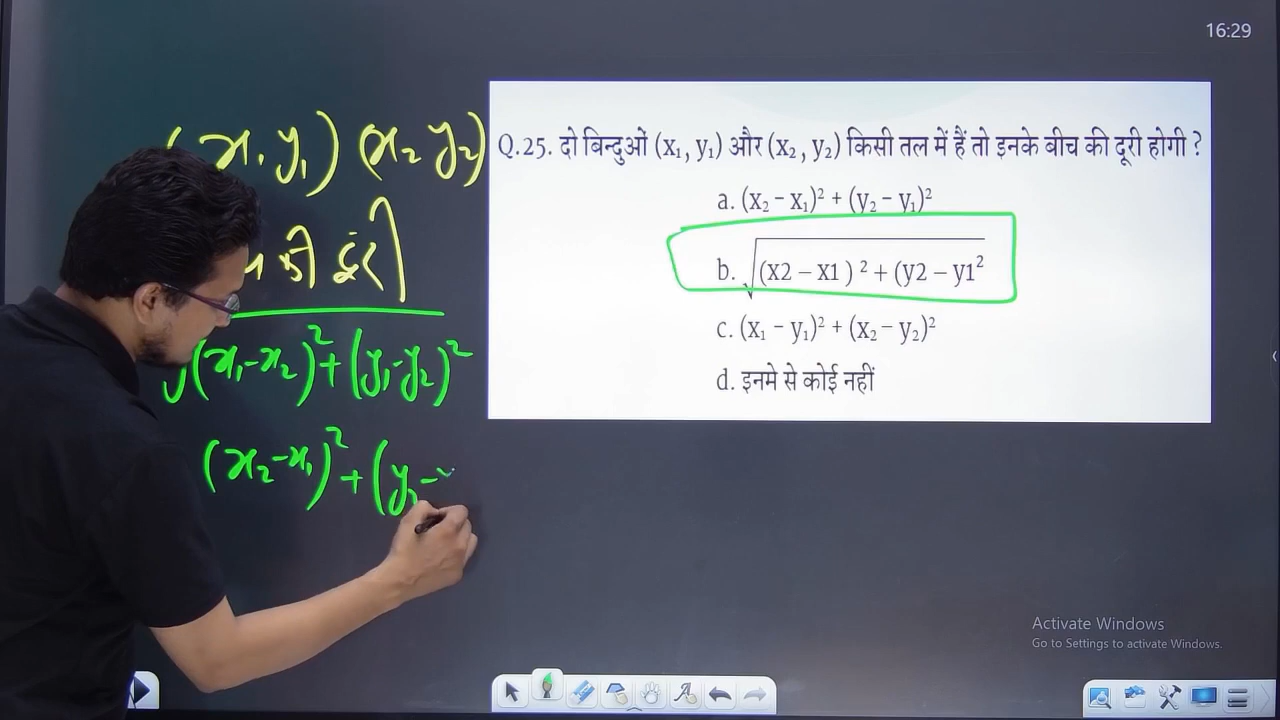 16:29
(x₁ y₁) (x₂ y₂)
की दूरी
(x₁-x₂)² + (y₁-y₂)²
(x₂-x₁)² + (y₂-
Q.25. दो बिन्दुओं (x₁, y₁) और (x₂, y₂) किसी तल में हैं तो इनके बीच की दूरी होगी ?
a. (x₂ – x₁)² + (y₂ – y₁)²
b. √(x2 – x1 ) ² + (y2 – y1²
c. (x₁ - y₁)² + (x₂ – y₂)²
d. इनमे से कोई नहीं
Activate Windows
Go to Settings to activate Windows.